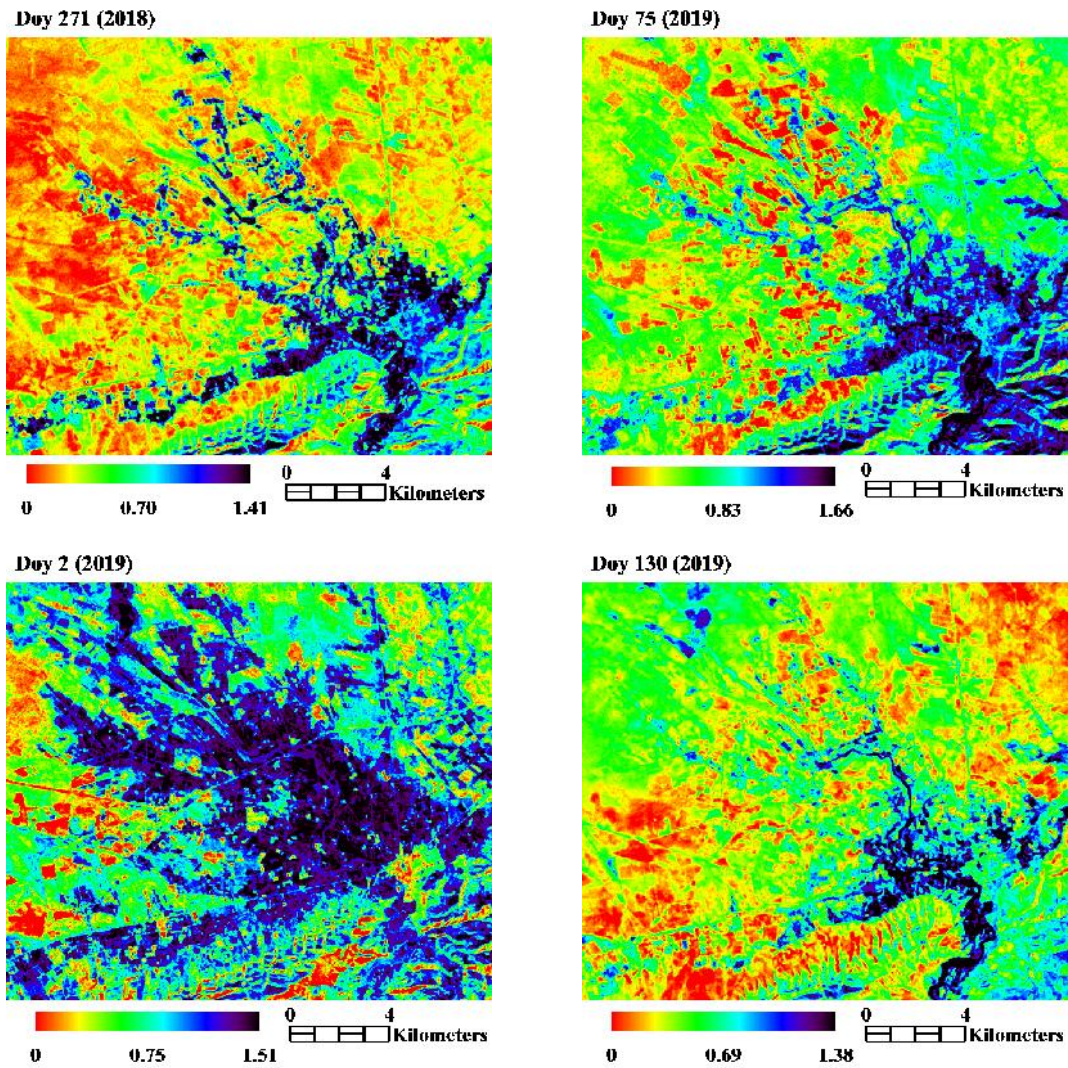 Doy 271 (2018)
Doy 75 (2019)
0 4
Kilometers
0 0.70 1.41
0 4
Kilometers
0 0.83 1.66
Doy 2 (2019)
Doy 130 (2019)
0 4
Kilometers
0 0.75 1.51
0 4
Kilometers
0 0.69 1.38